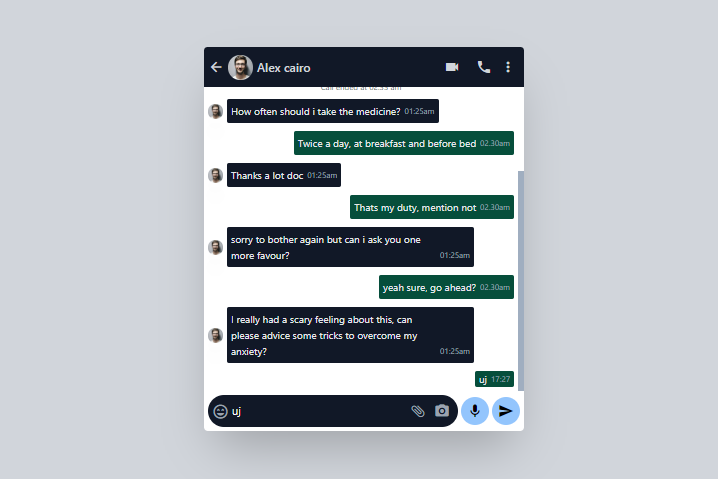 Alex cairo
Call ended at 02:33 am
How often should i take the medicine? 01:25am
Twice a day, at breakfast and before bed 02.30am
Thanks a lot doc 01:25am
Thats my duty, mention not 02.30am
sorry to bother again but can i ask you one
more favour? 01:25am
yeah sure, go ahead? 02.30am
I really had a scary feeling about this, can
please advice some tricks to overcome my
anxiety? 01:25am
uj 17:27
uj